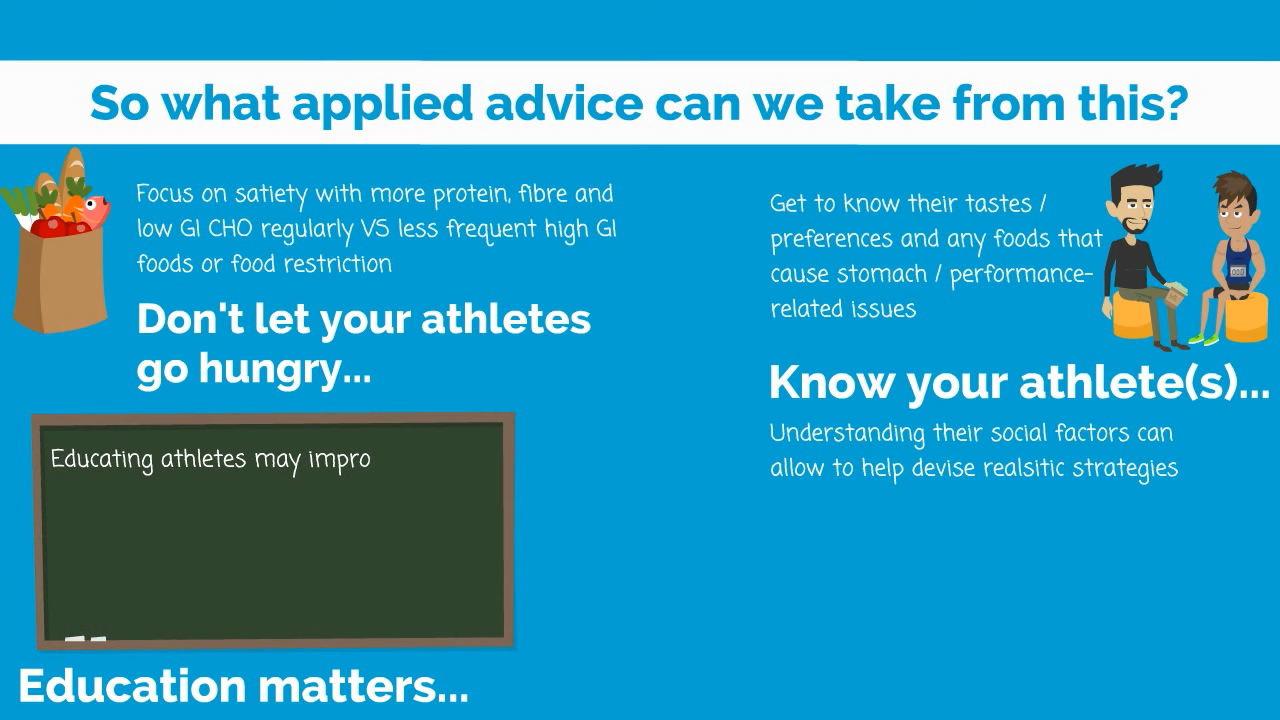 So what applied advice can we take from this?
Focus on satiety with more protein, fibre and
low GI CHO regularly VS less frequent high GI
foods or food restriction
Don't let your athletes
go hungry...
Educating athletes may impro
Education matters...
Get to know their tastes /
preferences and any foods that
cause stomach / performance-
related issues
Know your athlete(s)...
Understanding their social factors can
allow to help devise realsitic strategies